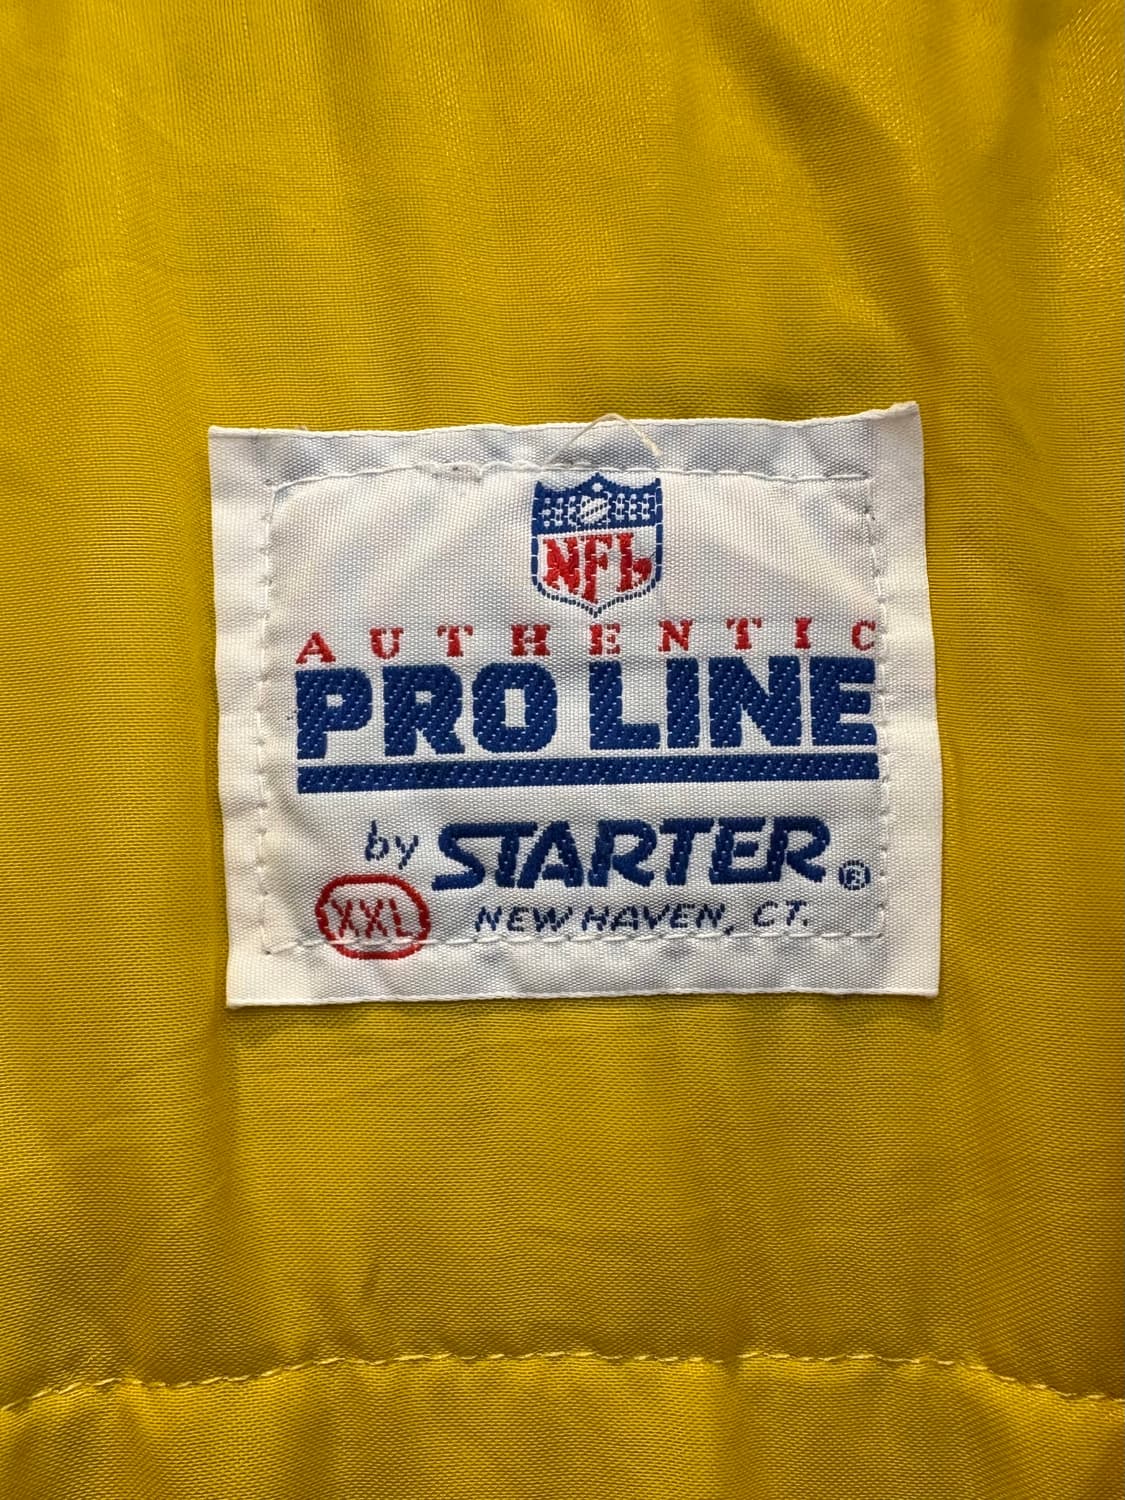 NFL
AUTHENTIC
PRO LINE
by STARTER ®
XXL NEW HAVEN, CT.